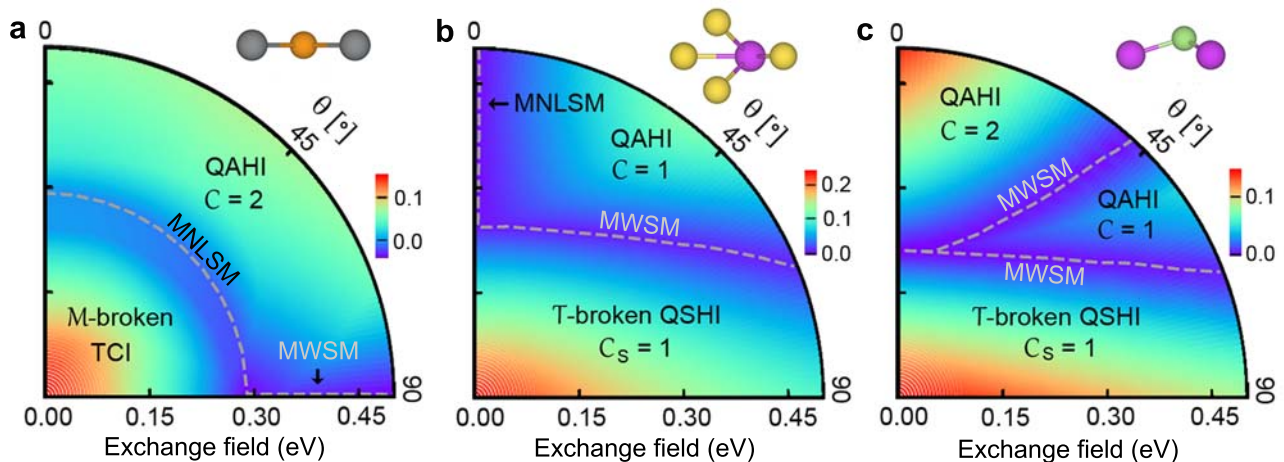 a
0
θ [°]
45
QAHI
C = 2
0.1
0.0
MNLSM
M-broken
TCI
MWSM
90
0.00 0.15 0.30 0.45
Exchange field (eV)
b
0
θ [°]
45
MNLSM
QAHI
C = 1
0.2
0.1
0.0
MWSM
T-broken QSHI
Cs = 1
90
0.00 0.15 0.30 0.45
Exchange field (eV)
c
0
θ [°]
45
QAHI
C = 2
MWSM
QAHI
C = 1
0.1
0.0
MWSM
T-broken QSHI
Cs = 1
90
0.00 0.15 0.30 0.45
Exchange field (eV)